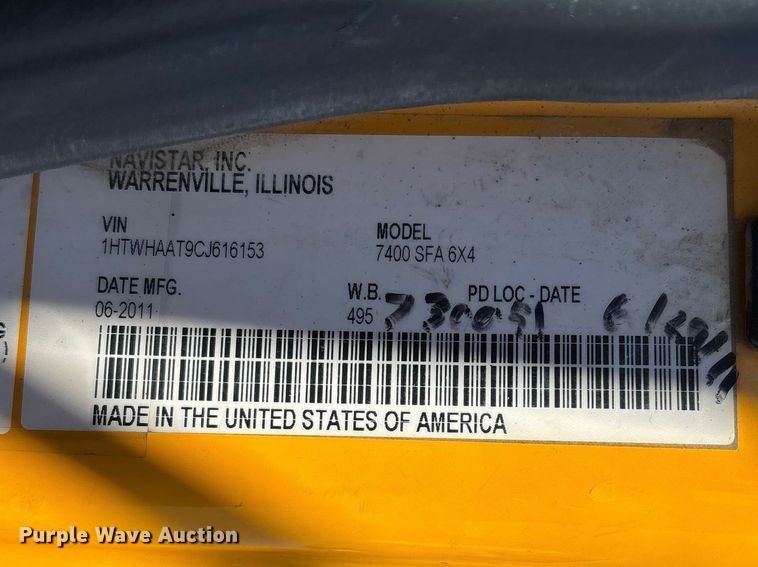 NAVISTAR, INC.
WARRENVILLE, ILLINOIS
VIN MODEL
1HTWHAAT9CJ616153 7400 SFA 6X4
DATE MFG. W.B. PD LOC - DATE
06-2011 495
MADE IN THE UNITED STATES OF AMERICA
Purple Wave Auction